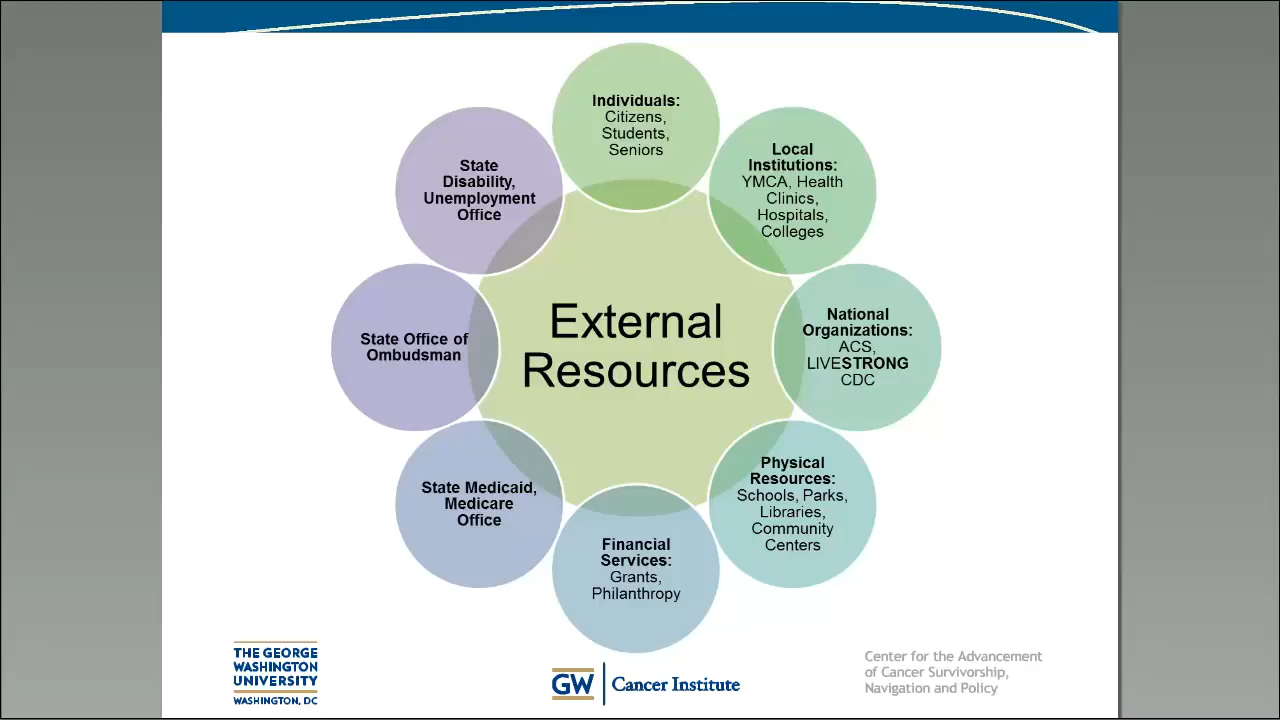 Individuals:
Citizens,
Students,
Seniors
Local
Institutions:
YMCA, Health
Clinics,
Hospitals,
Colleges
National
Organizations:
ACS,
LIVESTRONG
CDC
Physical
Resources:
Schools, Parks,
Libraries,
Community
Centers
Financial
Services:
Grants,
Philanthropy
State Medicaid,
Medicare
Office
State Office of
Ombudsman
State
Disability,
Unemployment
Office
External
Resources
THE GEORGE
WASHINGTON
UNIVERSITY
WASHINGTON, DC
GW Cancer Institute
Center for the Advancement
of Cancer Survivorship,
Navigation and Policy